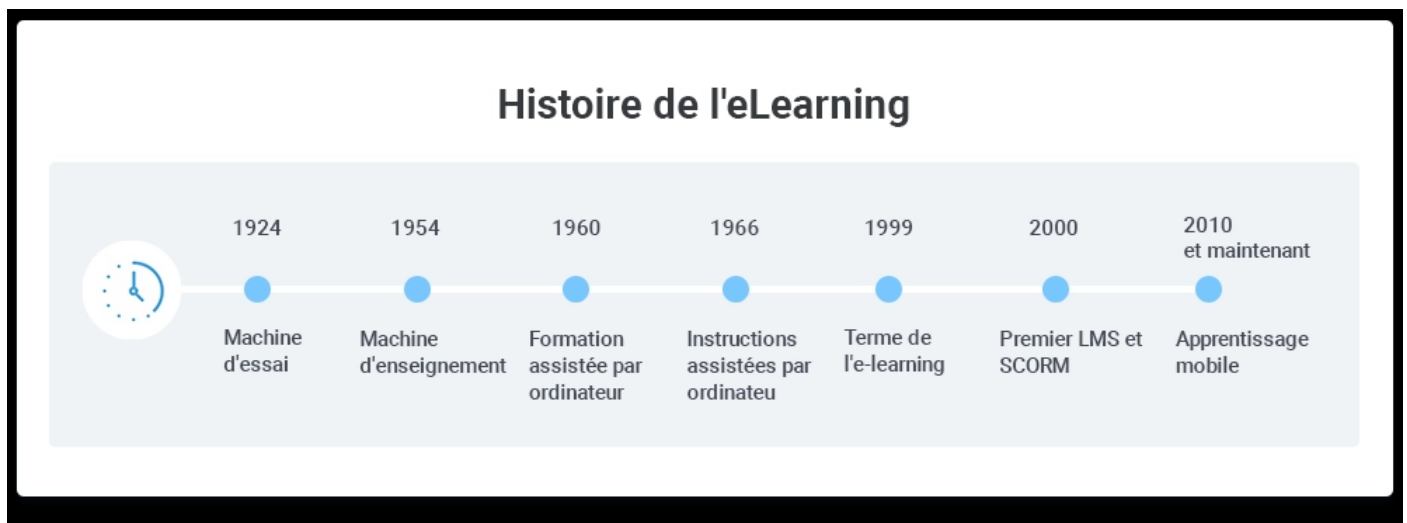 Histoire de l'eLearning
1924
Machine
d'essai
1954
Machine
d'enseignement
1960
Formation
assistée par
ordinateur
1966
Instructions
assistées par
ordinateu
1999
Terme de
l'e-learning
2000
Premier LMS et
SCORM
2010
et maintenant
Apprentissage
mobile